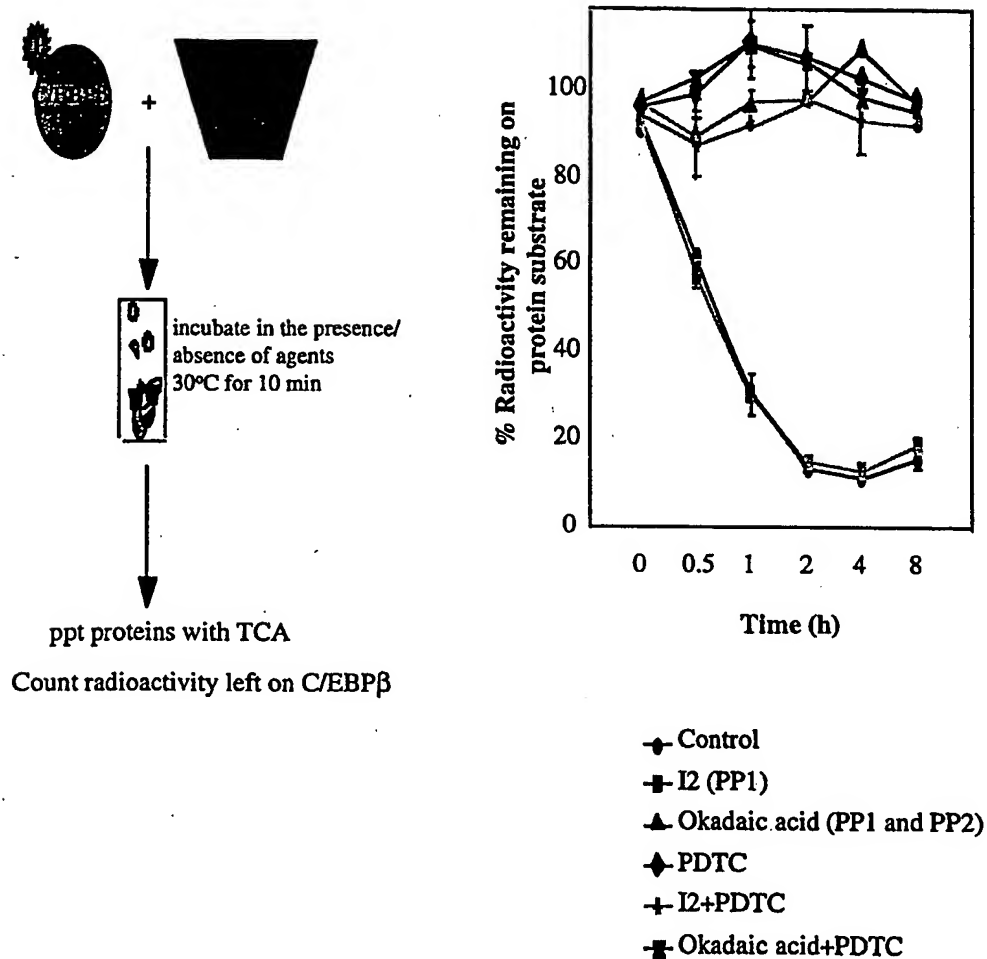 +
incubate in the presence/
absence of agents
30°C for 10 min
ppt proteins with TCA
Count radioactivity left on C/EBPβ
% Radioactivity remaining on
protein substrate
100
80
60
40
20
0
0 0.5 1 2 4 8
Time (h)
Control
I2 (PP1)
Okadaic acid (PP1 and PP2)
PDTC
I2+PDTC
Okadaic acid+PDTC